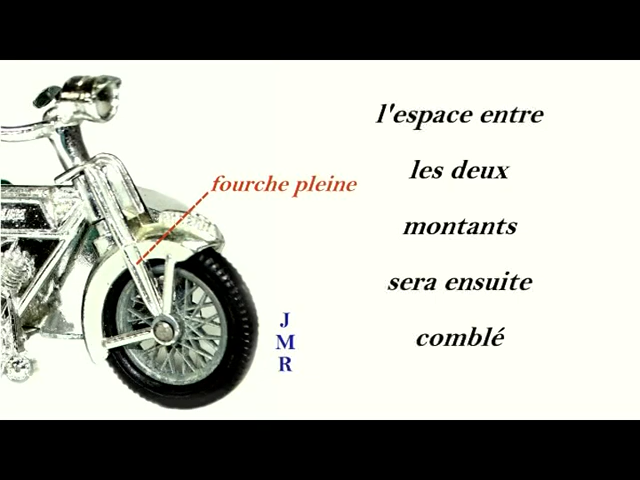 l'espace entre
les deux
fourche pleine
montants
sera ensuite
comblé
J
M
R